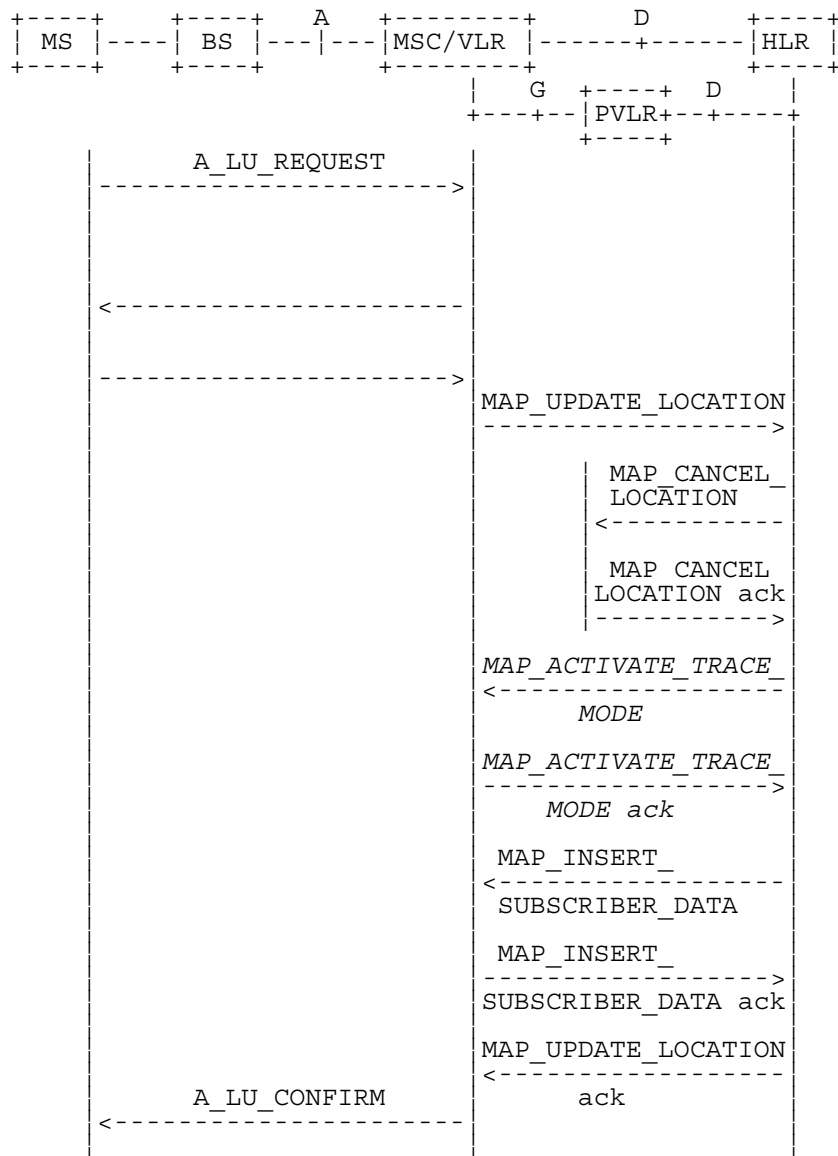 A D
MS BS MSC/VLR HLR
G D
PVLR
A_LU_REQUEST
MAP_UPDATE_LOCATION
MAP_CANCEL_
LOCATION
MAP CANCEL
LOCATION ack
MAP_ACTIVATE_TRACE_
MODE
MAP_ACTIVATE_TRACE_
MODE ack
MAP_INSERT_
SUBSCRIBER_DATA
MAP_INSERT_
SUBSCRIBER_DATA ack
MAP_UPDATE_LOCATION
A_LU_CONFIRM ack